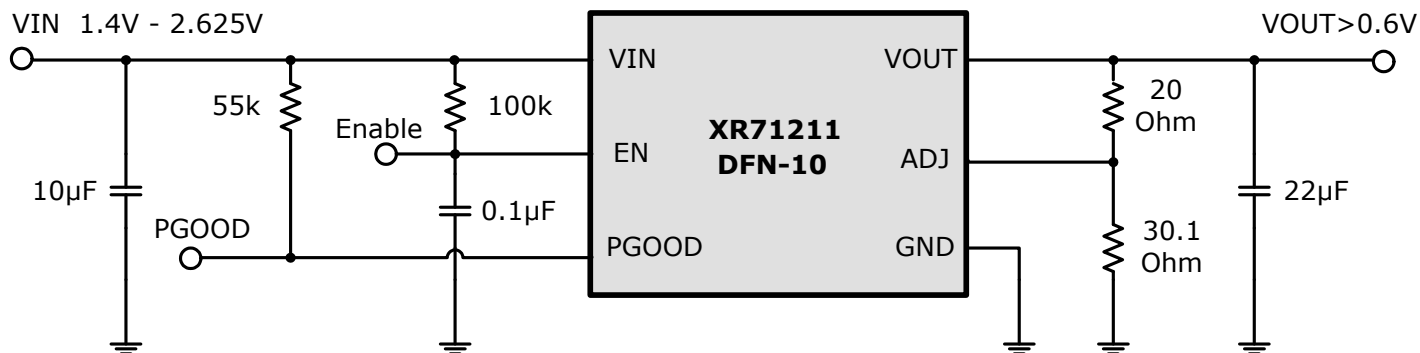 VIN 1.4V - 2.625V
VOUT>0.6V
VIN
VOUT
55k
100k
20
Ohm
XR71211
DFN-10
Enable
EN
ADJ
10µF
0.1µF
22µF
PGOOD
PGOOD
GND
30.1
Ohm